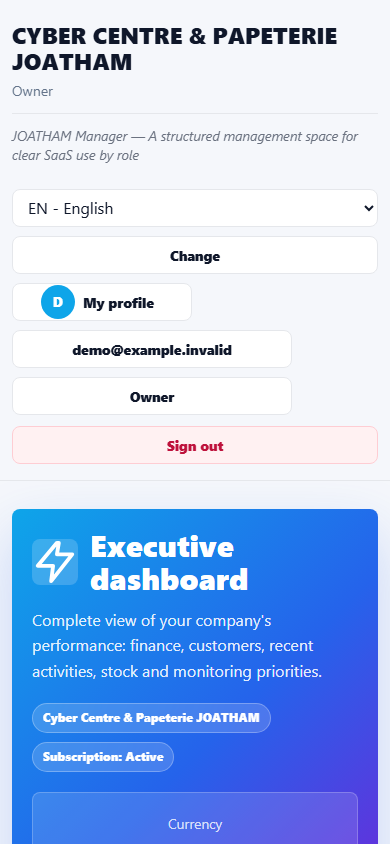 CYBER CENTRE & PAPETERIE
JOATHAM
Owner
JOATHAM Manager — A structured management space for
clear SaaS use by role
EN - English
Change
D My profile
demo@example.invalid
Owner
Sign out
Executive
dashboard
Complete view of your company's
performance: finance, customers, recent
activities, stock and monitoring priorities.
Cyber Centre & Papeterie JOATHAM
Subscription: Active
Currency